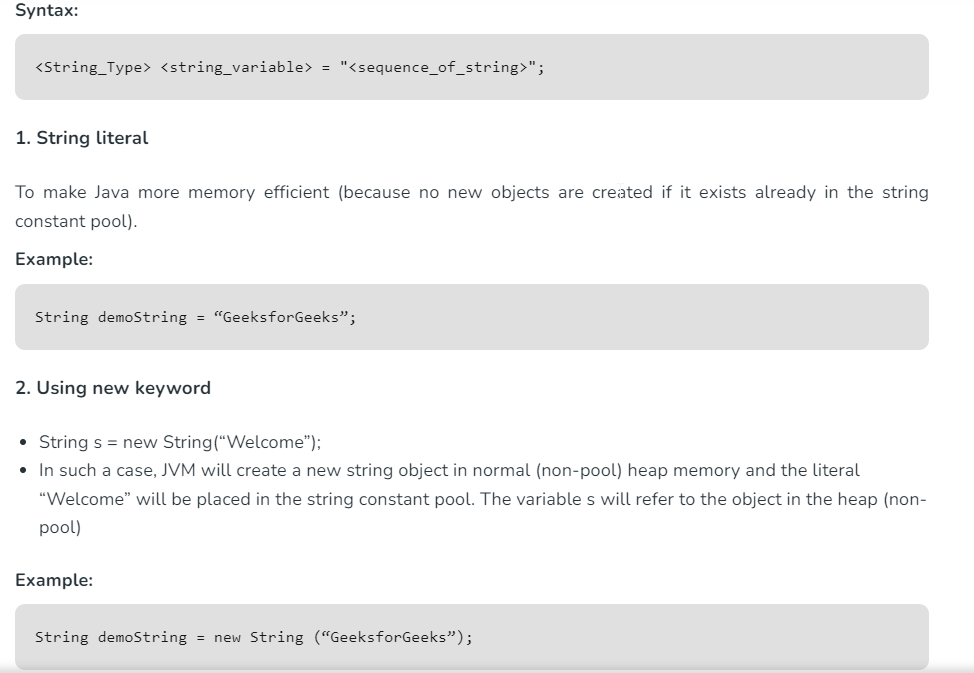 Syntax:
<String_Type> <string_variable> = "<sequence_of_string>";
1. String literal
To make Java more memory efficient (because no new objects are created if it exists already in the string
constant pool).
Example:
String demoString = “GeeksforGeeks”;
2. Using new keyword
• String s = new String(“Welcome”);
• In such a case, JVM will create a new string object in normal (non-pool) heap memory and the literal
“Welcome” will be placed in the string constant pool. The variable s will refer to the object in the heap (non-
pool)
Example:
String demoString = new String (“GeeksforGeeks”);